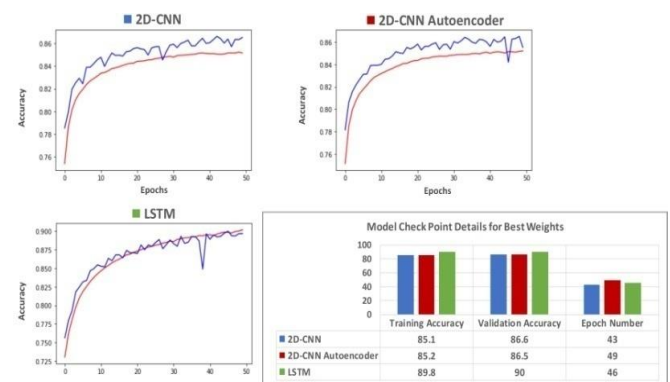 2D-CNN
0.86
0.84
0.82
0.80
0.78
0.76
Accuracy
0 10 20 30 40 50
Epochs
2D-CNN Autoencoder
0.86
0.84
0.82
0.80
0.78
0.76
Accuracy
0 10 20 30 40 50
Epochs
LSTM
0.900
0.875
0.850
0.825
0.800
0.775
0.750
0.725
Accuracy
0 10 20 30 40 50
Model Check Point Details for Best Weights
100
80
60
40
20
0
Training Accuracy Validation Accuracy Epoch Number
2D-CNN 85.1 86.6 43
2D-CNN Autoencoder 85.2 86.5 49
LSTM 89.8 90 46